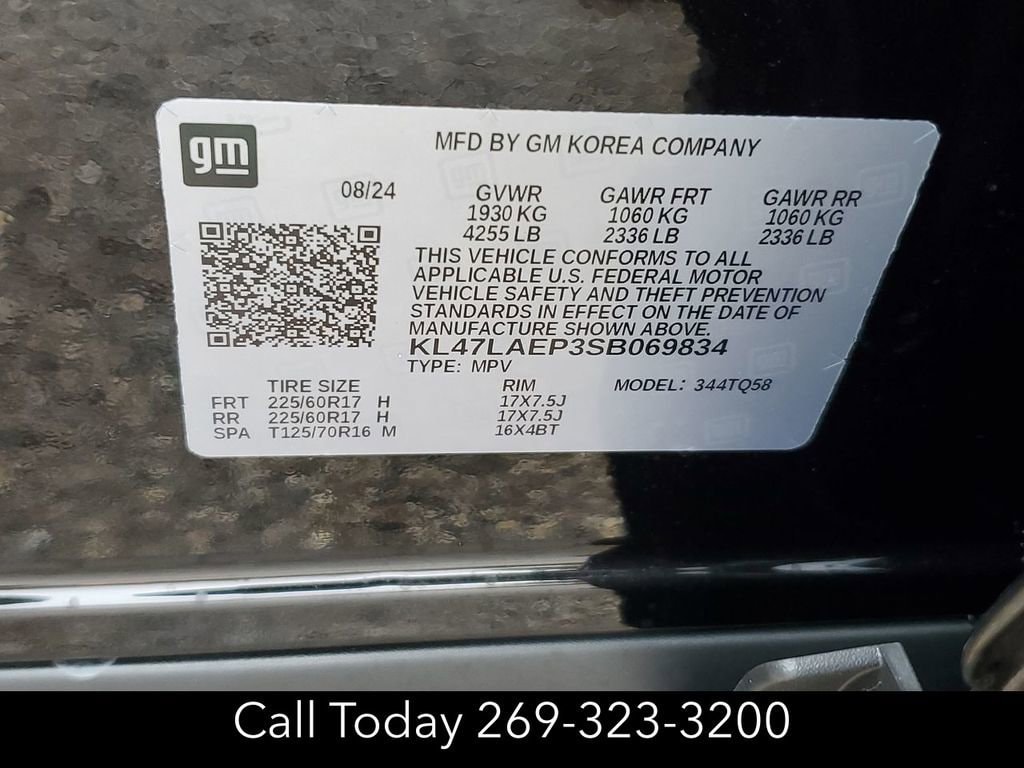 gm
MFD BY GM KOREA COMPANY
08/24
GVWR GAWR FRT GAWR RR
1930 KG 1060 KG 1060 KG
4255 LB 2336 LB 2336 LB
THIS VEHICLE CONFORMS TO ALL
APPLICABLE U.S. FEDERAL MOTOR
VEHICLE SAFETY AND THEFT PREVENTION
STANDARDS IN EFFECT ON THE DATE OF
MANUFACTURE SHOWN ABOVE.
KL47LAEP3SB069834
TYPE: MPV
TIRE SIZE RIM MODEL: 344TQ58
FRT 225/60R17 H 17X7.5J
RR 225/60R17 H 17X7.5J
SPA T125/70R16 M 16X4BT
Call Today 269-323-3200